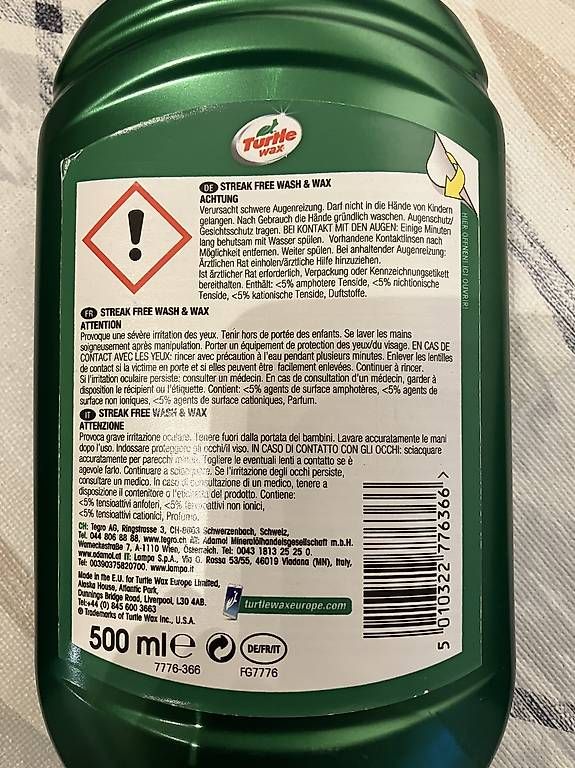 Turtle
wax
DE STREAK FREE WASH & WAX
ACHTUNG
Verursacht schwere Augenreizung. Darf nicht in die Hände von Kindern
gelangen. Nach Gebrauch die Hände gründlich waschen. Augenschutz/
Gesichtsschutz tragen. BEI KONTAKT MIT DEN AUGEN: Einige Minuten
lang behutsam mit Wasser spülen. Vorhandene Kontaktlinsen nach
Möglichkeit entfernen. Weiter spülen. Bei anhaltender Augenreizung:
Ärztlichen Rat einholen/ärztliche Hilfe hinzuziehen.
Ist ärztlicher Rat erforderlich, Verpackung oder Kennzeichnungsetikett
bereithalten. Enthält: <5% amphotere Tenside, <5% nichtionische
Tenside, <5% kationische Tenside, Duftstoffe.
HIER ÖFFNEN! ICI OUVRIR!
FR STREAK FREE WASH & WAX
ATTENTION
Provoque une sévère irritation des yeux. Tenir hors de portée des enfants. Se laver les mains
soigneusement après manipulation. Porter un équipement de protection des yeux/du visage. EN CAS DE
CONTACT AVEC LES YEUX: rincer avec précaution à l'eau pendant plusieurs minutes. Enlever les lentilles
de contact si la victime en porte et si elles peuvent être facilement enlevées. Continuer à rincer.
Si l'irritation oculaire persiste: consulter un médecin. En cas de consultation d'un médecin, garder à
disposition le récipient ou l'étiquette. Contient: <5% agents de surface amphotères, <5% agents de
surface non ioniques, <5% agents de surface cationiques, Parfum.
IT STREAK FREE WASH & WAX
ATTENZIONE
Provoca grave irritazione oculare. Tenere fuori dalla portata dei bambini. Lavare accuratamente le mani
dopo l'uso. Indossare proteggere gli occhi/il viso. IN CASO DI CONTATTO CON GLI OCCHI: sciacquare
accuratamente per parecchi minuti. Togliere le eventuali lenti a contatto se è
agevole farlo. Continuare a sciacquare. Se l'irritazione degli occhi persiste,
consultare un medico. In caso di consultazione di un medico, tenere a
disposizione il contenitore o l'etichetta del prodotto. Contiene:
<5% tensioattivi anfoteri, <5% tensioattivi non ionici,
<5% tensioattivi cationici, Profumo.
CH: Tegro AG, Ringstrasse 3, CH-8603 Schwerzenbach, Schweiz,
Tel. 044 806 88 88, www.tegro.ch AT: Adamol Mineralölhandelsgesellschaft m.b.H.
Warneckestraße 7, A-1110 Wien, Österreich. Tel: 0043 1813 25 25 0.
www.adamol.at IT: Lampa S.p.A., Via G. Rossa 53/55, 46019 Viadana (MN), Italy,
Tel: 00390375820700. www.lampa.it
Made in the E.U. for Turtle Wax Europe Limited,
Alaska House, Atlantic Park,
Dunnings Bridge Road, Liverpool, L30 4AB.
Tel:+44 (0) 845 600 3663
® Trademarks of Turtle Wax Inc., U.S.A.
turtlewaxeurope.com
5 010322 776366 >
500 ml e DE/FR/IT
7776-366 FG7776